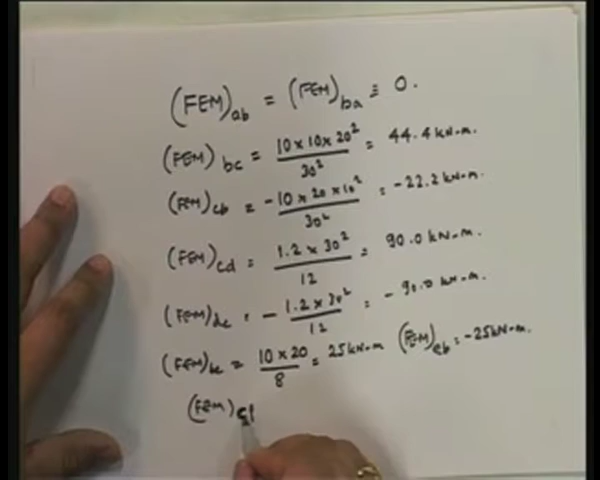 (FEM)ab = (FEM)ba = 0.
(FEM)bc = 10 x 10 x 20² / 30² = 44.4 kN-m.
(FEM)cb = -10 x 20 x 10² / 30² = -22.2 kN-m.
(FEM)cd = 1.2 x 30² / 12 = 90.0 kN-m.
(FEM)dc = - 1.2 x 30² / 12 = - 90.0 kN-m.
(FEM)be = 10 x 20 / 8 = 25 kN-m (FEM)eb = -25 kN-m.
(FEM)cf